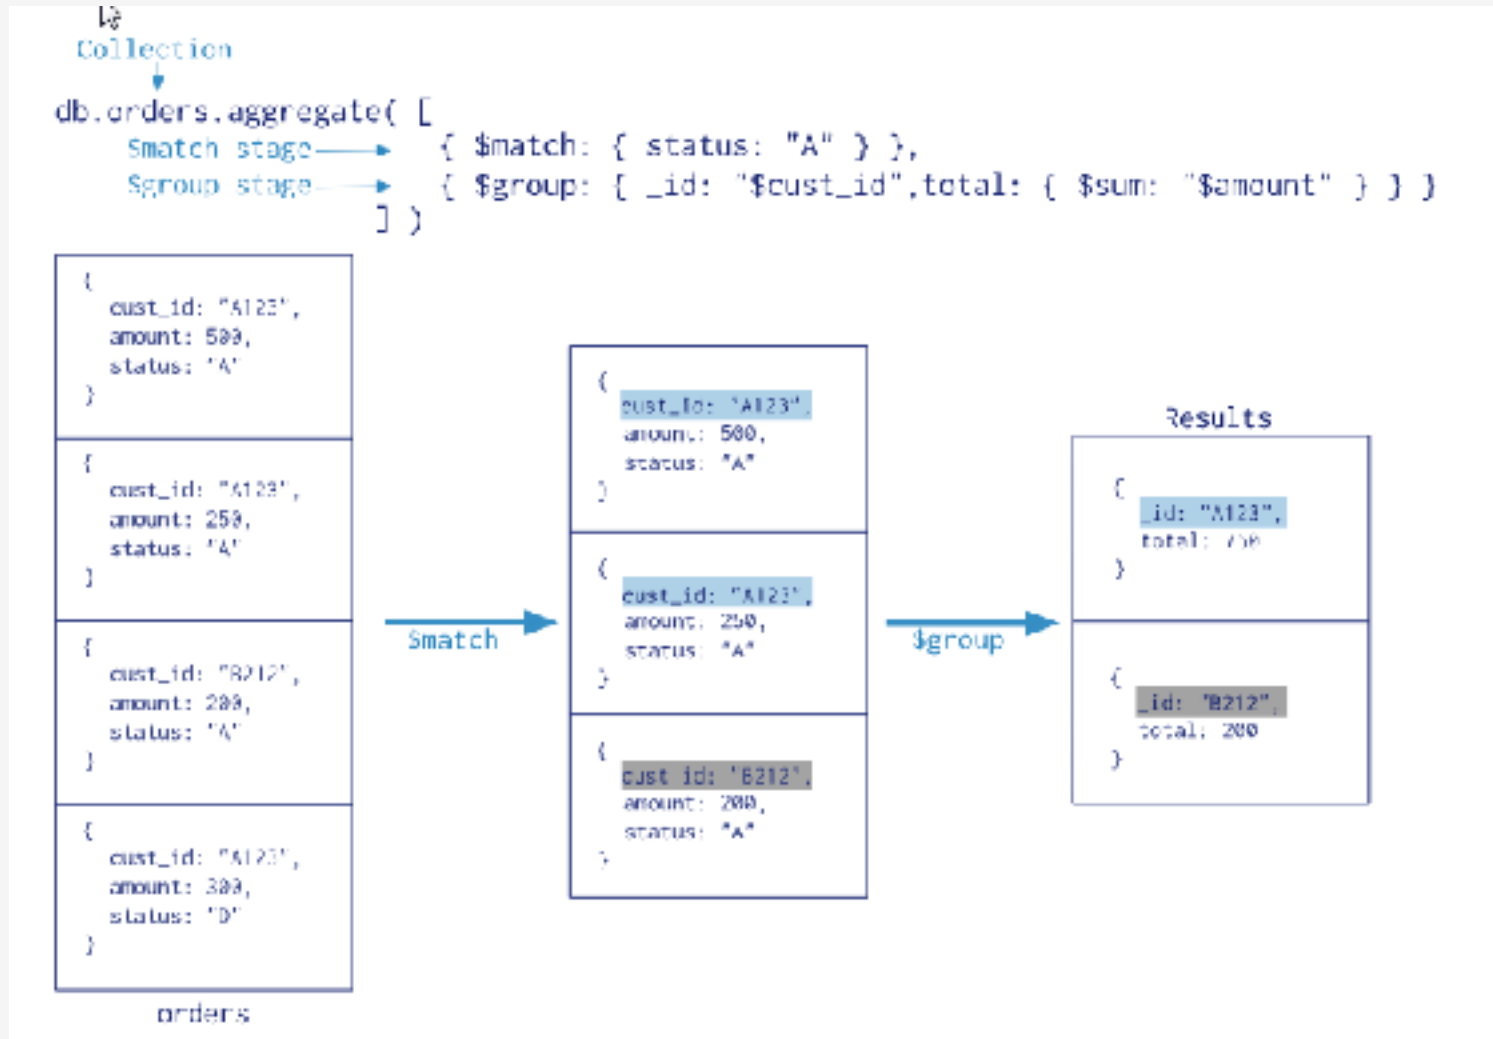 Collection
db.orders.aggregate( [
$match stage { $match: { status: "A" } },
$group stage { $group: { _id: "$cust_id",total: { $sum: "$amount" } } }
] )
{
cust_id: "A123",
amount: 500,
status: "A"
}
{
cust_id: "A123",
amount: 250,
status: "A"
}
{
cust_id: "B212",
amount: 200,
status: "A"
}
{
cust_id: "A123",
amount: 300,
status: "D"
}
orders
$match
{
cust_id: "A123",
amount: 500,
status: "A"
}
{
cust_id: "A123",
amount: 250,
status: "A"
}
{
cust_id: "B212",
amount: 200,
status: "A"
}
$group
Results
{
_id: "A123",
total: 750
}
{
_id: "B212",
total: 200
}